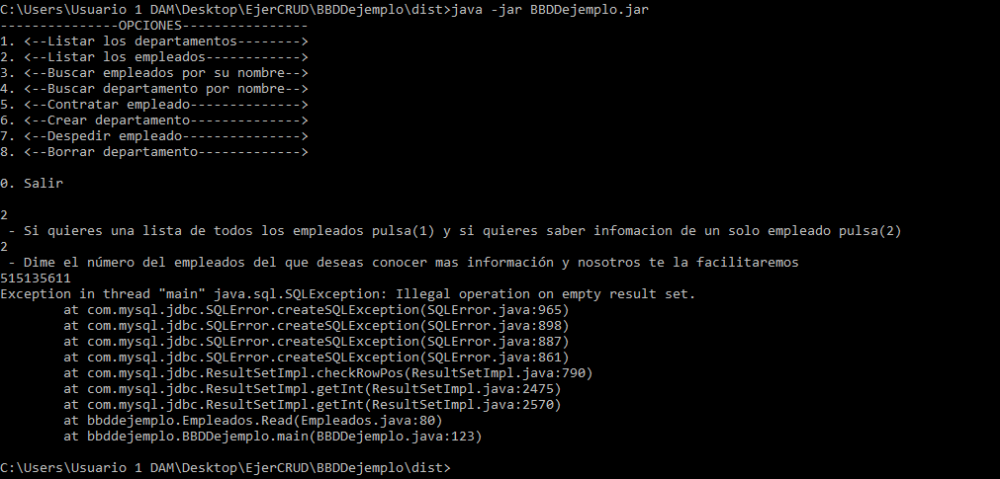 C:\Users\Usuario 1 DAM\Desktop\EjerCRUD\BBDDejemplo\dist>java -jar BBDDejemplo.jar
---------------OPCIONES----------------
1. <--Listar los departamentos-------->
2. <--Listar los empleados------------>
3. <--Buscar empleados por su nombre-->
4. <--Buscar departamento por nombre-->
5. <--Contratar empleado-------------->
6. <--Crear departamento-------------->
7. <--Despedir empleado--------------->
8. <--Borrar departamento------------->
0. Salir
2
 - Si quieres una lista de todos los empleados pulsa(1) y si quieres saber infomacion de un solo empleado pulsa(2)
2
 - Dime el número del empleados del que deseas conocer mas información y nosotros te la facilitaremos
515135611
Exception in thread "main" java.sql.SQLException: Illegal operation on empty result set.
        at com.mysql.jdbc.SQLError.createSQLException(SQLError.java:965)
        at com.mysql.jdbc.SQLError.createSQLException(SQLError.java:898)
        at com.mysql.jdbc.SQLError.createSQLException(SQLError.java:887)
        at com.mysql.jdbc.SQLError.createSQLException(SQLError.java:861)
        at com.mysql.jdbc.ResultSetImpl.checkRowPos(ResultSetImpl.java:790)
        at com.mysql.jdbc.ResultSetImpl.getInt(ResultSetImpl.java:2475)
        at com.mysql.jdbc.ResultSetImpl.getInt(ResultSetImpl.java:2570)
        at bbddejemplo.Empleados.Read(Empleados.java:80)
        at bbddejemplo.BBDDejemplo.main(BBDDejemplo.java:123)
C:\Users\Usuario 1 DAM\Desktop\EjerCRUD\BBDDejemplo\dist>